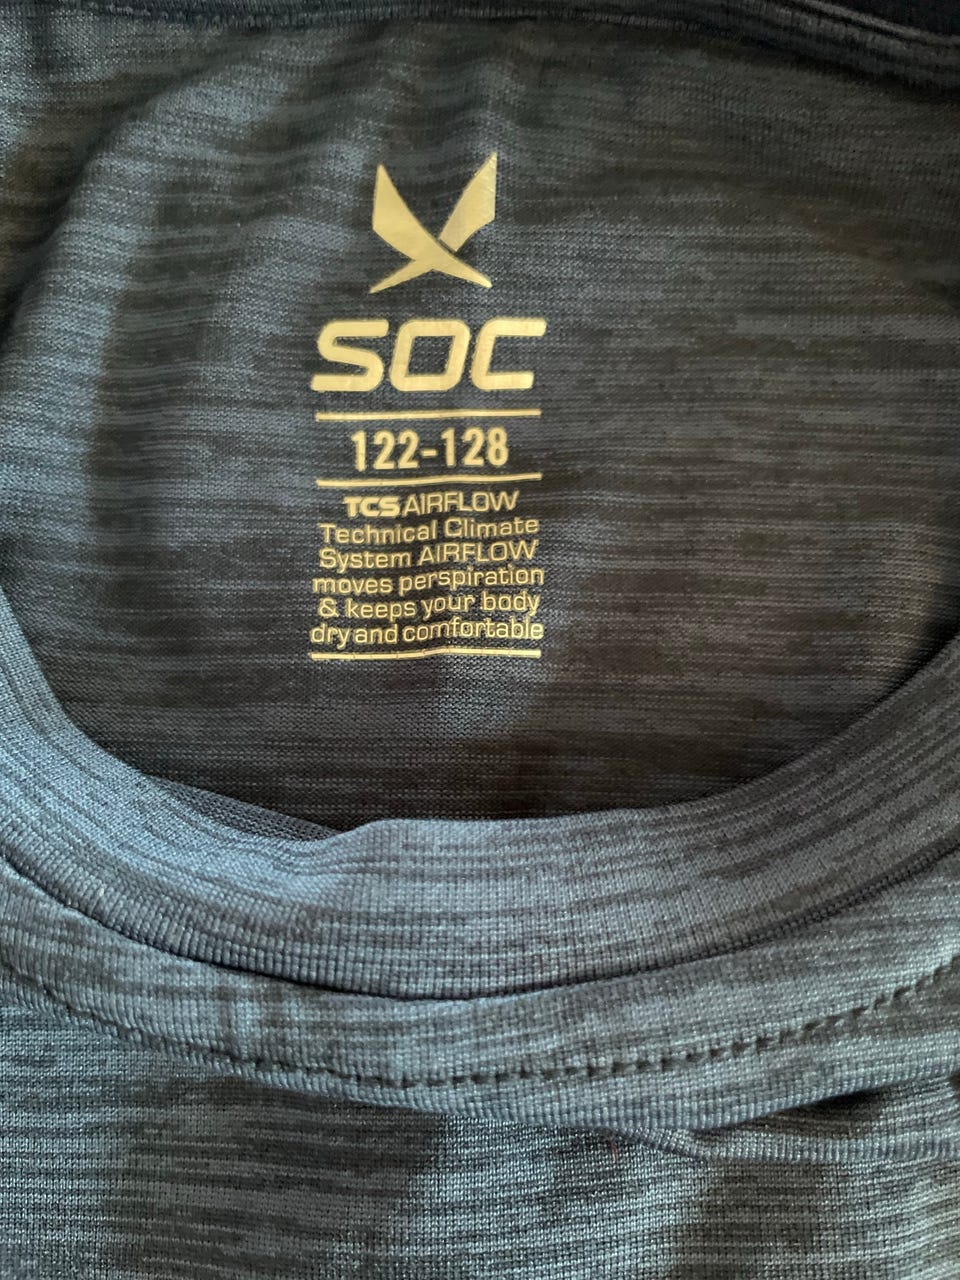 SOC
122-128
TCS AIRFLOW
Technical Climate
System AIRFLOW
moves perspiration
& keeps your body
dry and comfortable